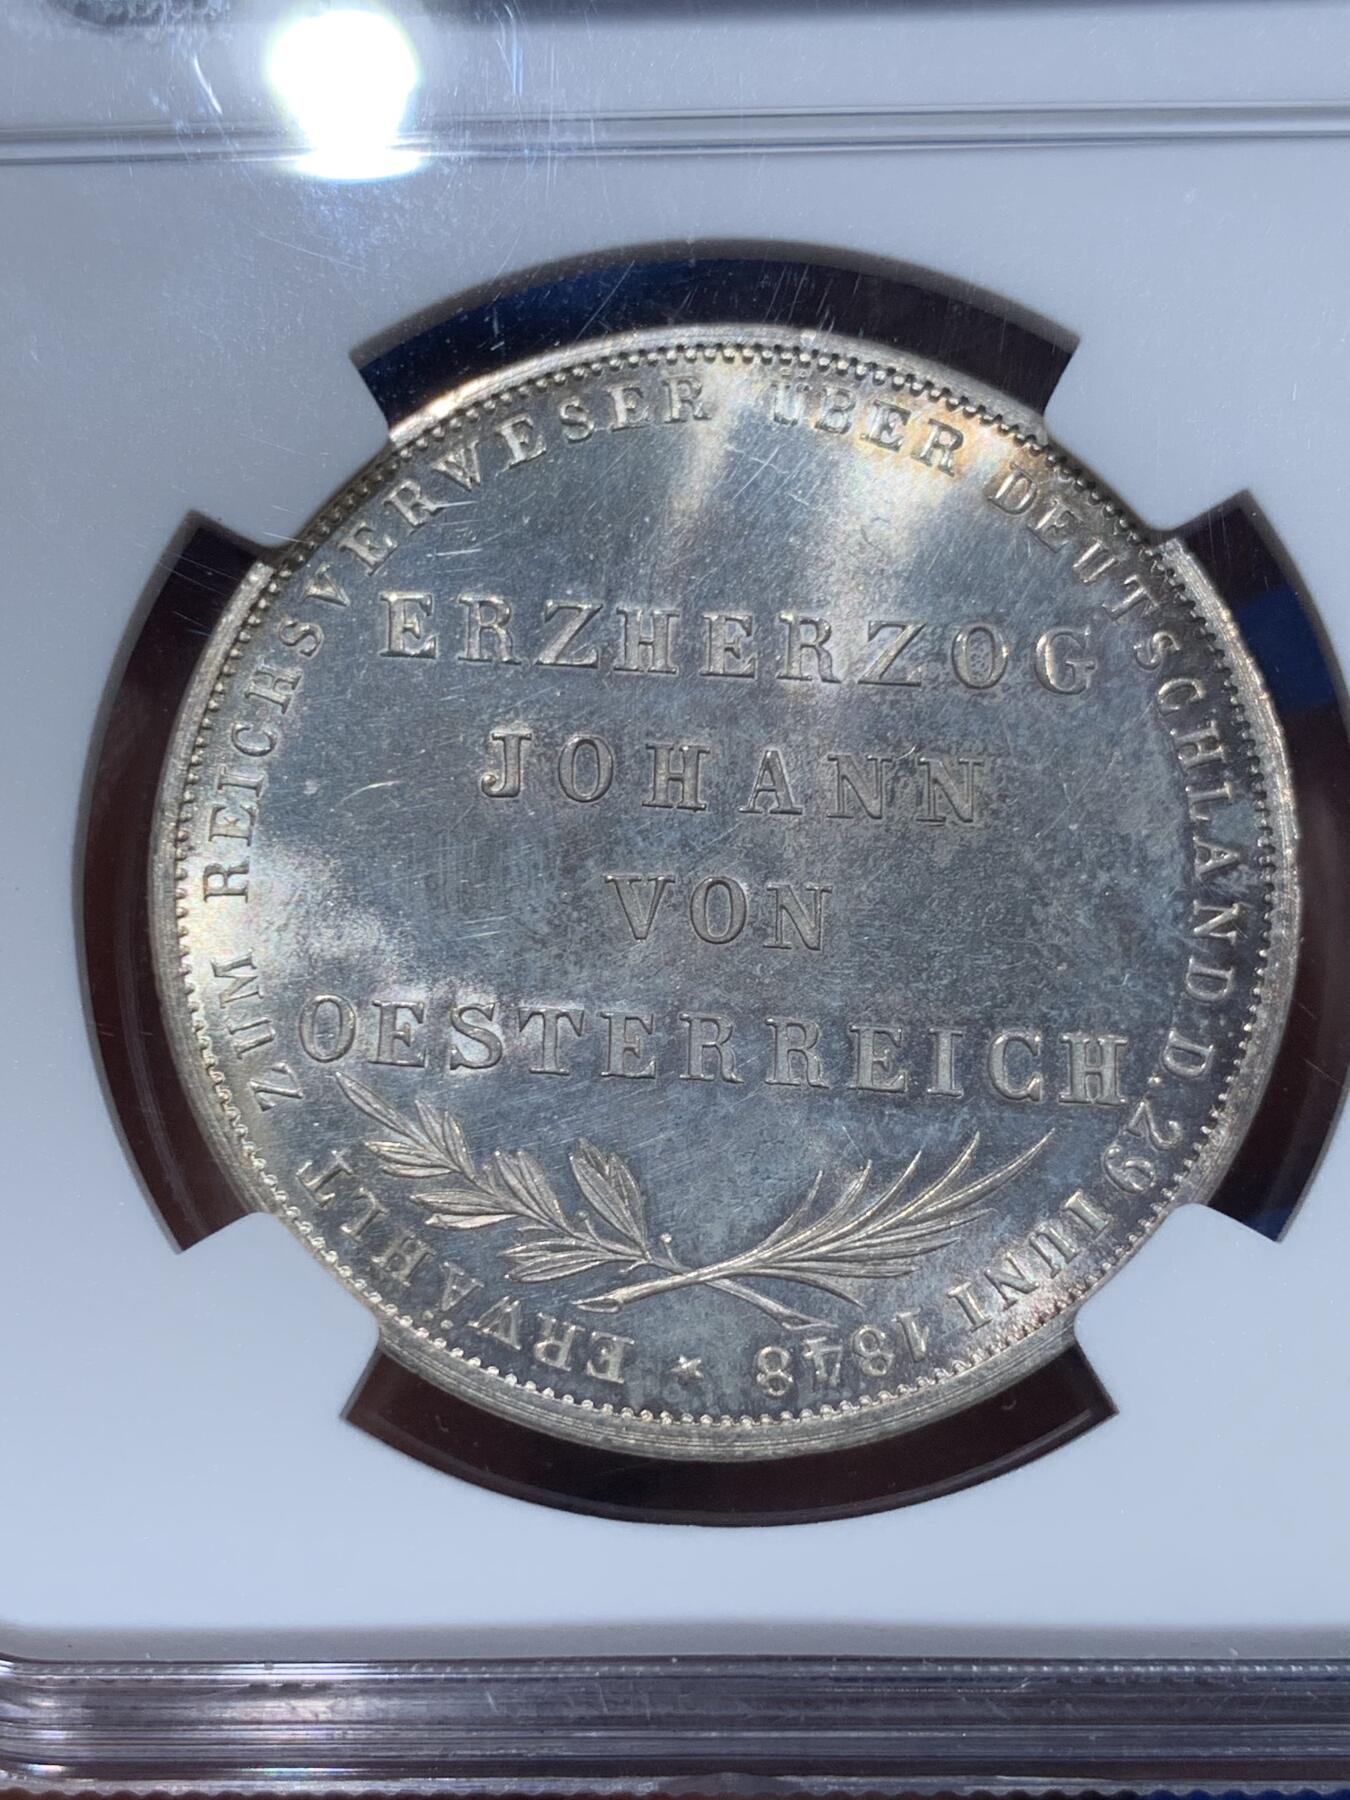 ERWÄHLT ZUM REICHSVERWESER ÜBER DEUTSCHLAND. D. 29 IUNI 1848
ERZHERZOG
JOHANN
VON
OESTERREICH